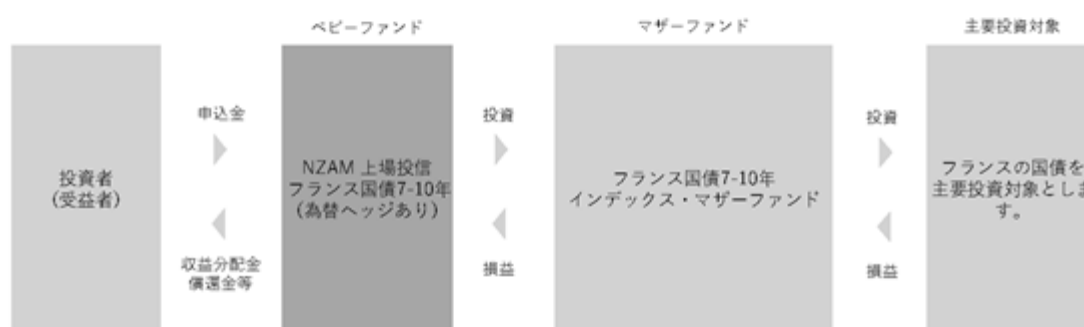 ベビーファンド
マザーファンド
主要投資対象
投資者
(受益者)
申込金
収益分配金
償還金等
NZAM 上場投信
フランス国債7-10年
(為替ヘッジあり)
投資
損益
フランス国債7-10年
インデックス・マザーファンド
投資
損益
フランスの国債を
主要投資対象としま
す。